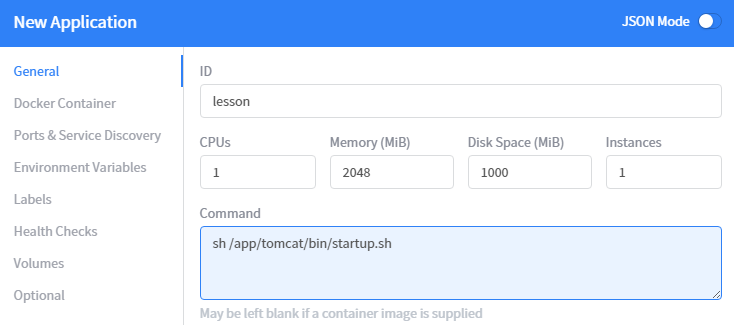 New Application
JSON Mode
General
Docker Container
Ports & Service Discovery
Environment Variables
Labels
Health Checks
Volumes
Optional
ID
lesson
CPUs Memory (MiB) Disk Space (MiB) Instances
1 2048 1000 1
Command
sh /app/tomcat/bin/startup.sh
May be left blank if a container image is supplied